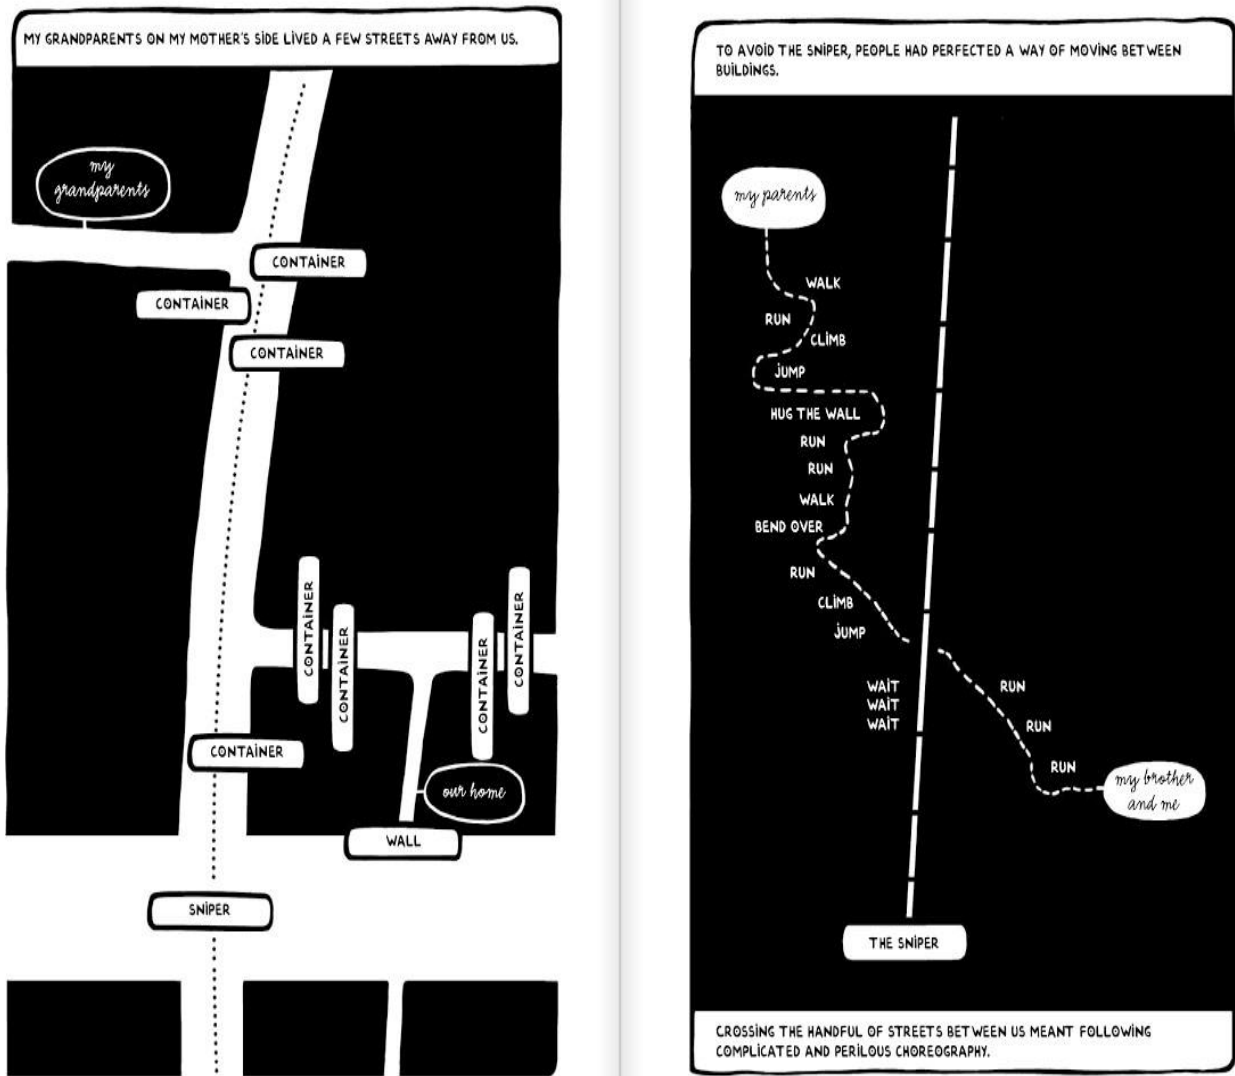 MY GRANDPARENTS ON MY MOTHER'S SIDE LIVED A FEW STREETS AWAY FROM US.
my
grandparents
CONTAINER
CONTAINER
CONTAINER
CONTAINER
CONTAINER
CONTAINER
CONTAINER
CONTAINER
our home
WALL
SNIPER
TO AVOID THE SNIPER, PEOPLE HAD PERFECTED A WAY OF MOVING BETWEEN
BUILDINGS.
my parents
WALK
RUN
CLIMB
JUMP
HUG THE WALL
RUN
RUN
WALK
BEND OVER
RUN
CLIMB
JUMP
WAIT
WAIT
WAIT
RUN
RUN
RUN
my brother
and me
THE SNIPER
CROSSING THE HANDFUL OF STREETS BETWEEN US MEANT FOLLOWING
COMPLICATED AND PERILOUS CHOREOGRAPHY.